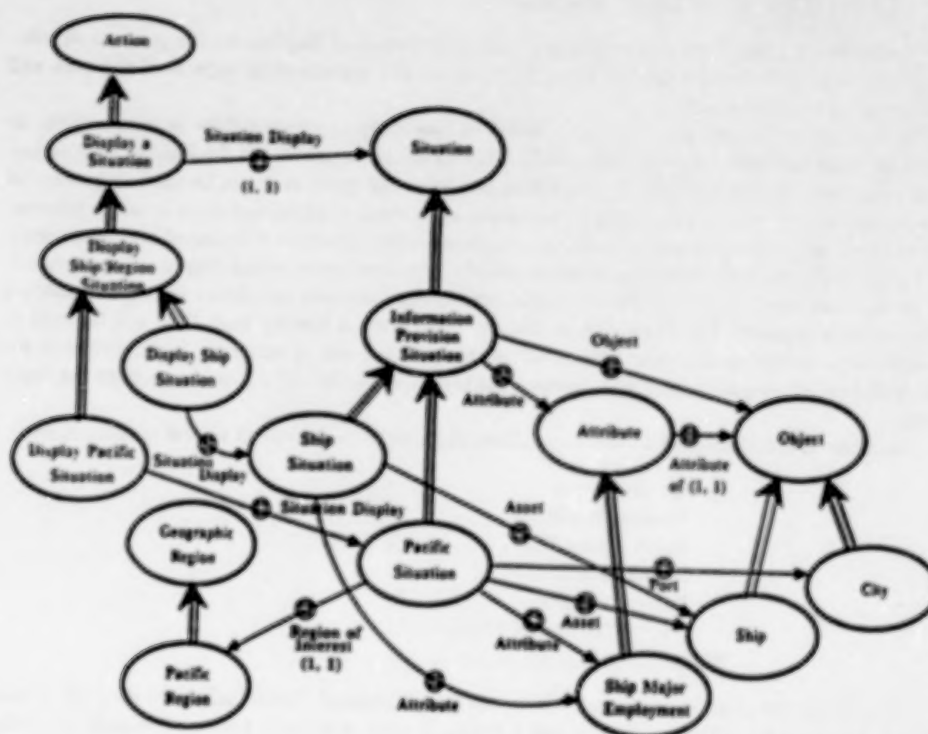 Action
Display a
Situation
Situation Display
(1, 1)
Situation
Display
Ship/Region
Situation
Information
Provision
Situation
Object
Display Ship
Situation
Attribute
Attribute
Object
Attribute
of (1, 1)
Ship
Situation
Situation
Display
Display Pacific
Situation
Situation Display
Asset
Geographic
Region
Pacific
Situation
Port
City
Asset
Ship
Region of
Interest
(1, 1)
Attribute
Pacific
Region
Attribute
Ship Major
Employment